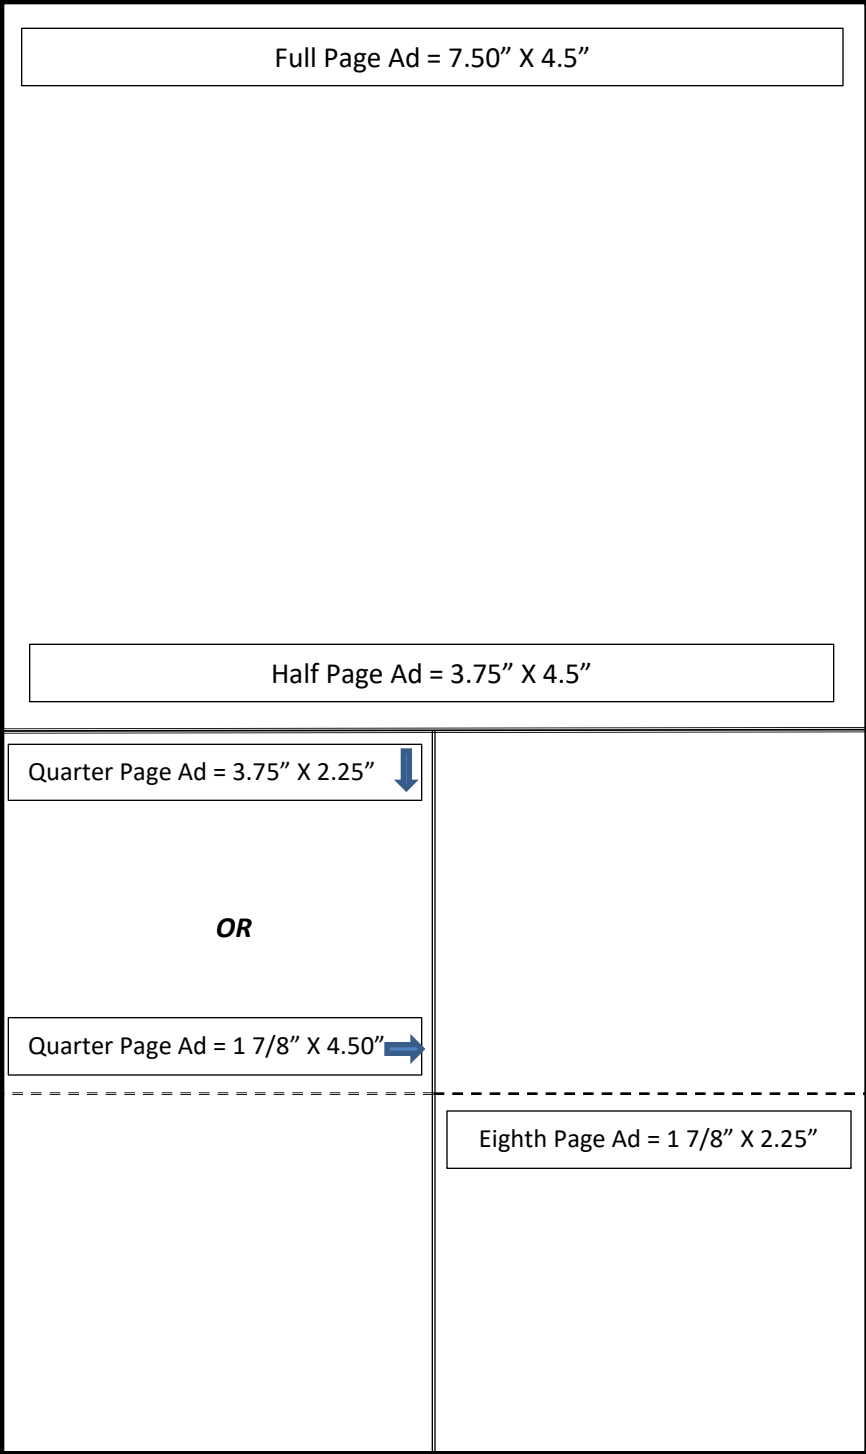 Full Page Ad = 7.50” X 4.5”
Half Page Ad = 3.75” X 4.5”
Quarter Page Ad = 3.75” X 2.25”
OR
Quarter Page Ad = 1 7/8” X 4.50”
Eighth Page Ad = 1 7/8” X 2.25”